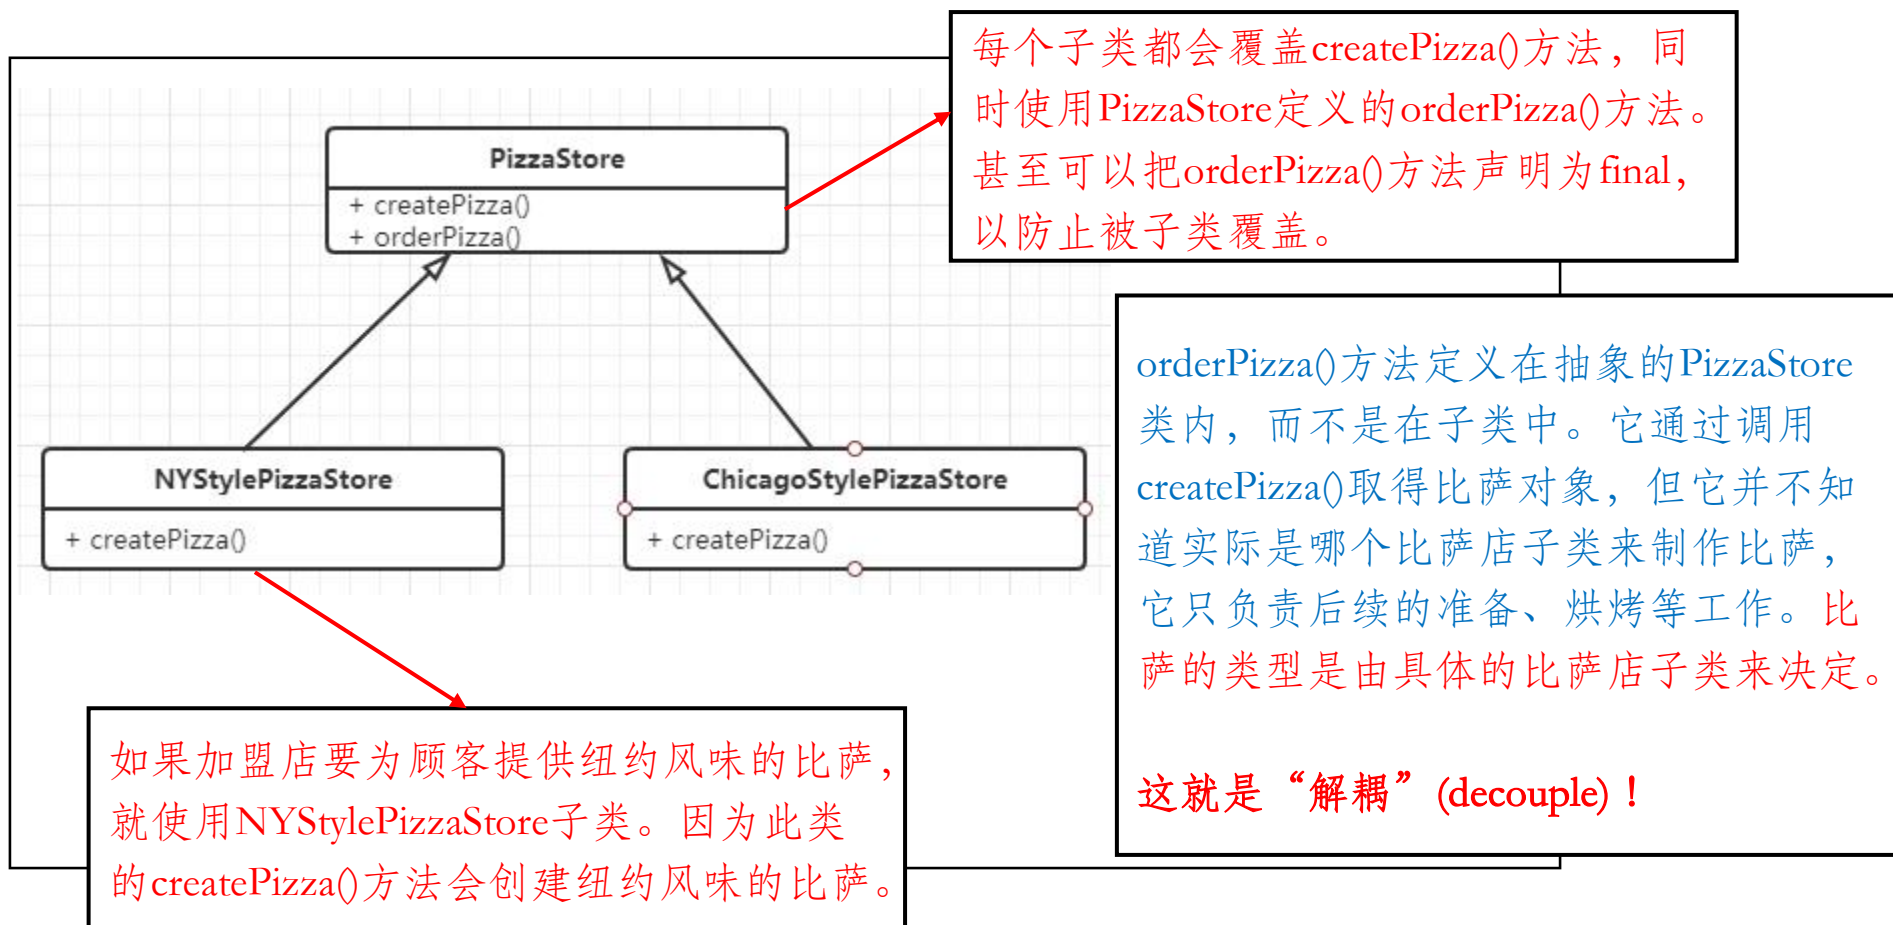 每个子类都会覆盖createPizza()方法，同
时使用PizzaStore定义的orderPizza()方法。
甚至可以把orderPizza()方法声明为final，
以防止被子类覆盖。
PizzaStore
+ createPizza()
+ orderPizza()
orderPizza()方法定义在抽象的PizzaStore
类内，而不是在子类中。它通过调用
createPizza()取得比萨对象，但它并不知
道实际是哪个比萨店子类来制作比萨，
它只负责后续的准备、烘烤等工作。比
萨的类型是由具体的比萨店子类来决定。
这就是“解耦”(decouple)！
NYStylePizzaStore
+ createPizza()
ChicagoStylePizzaStore
+ createPizza()
如果加盟店要为顾客提供纽约风味的比萨，
就使用NYStylePizzaStore子类。因为此类
的createPizza()方法会创建纽约风味的比萨。